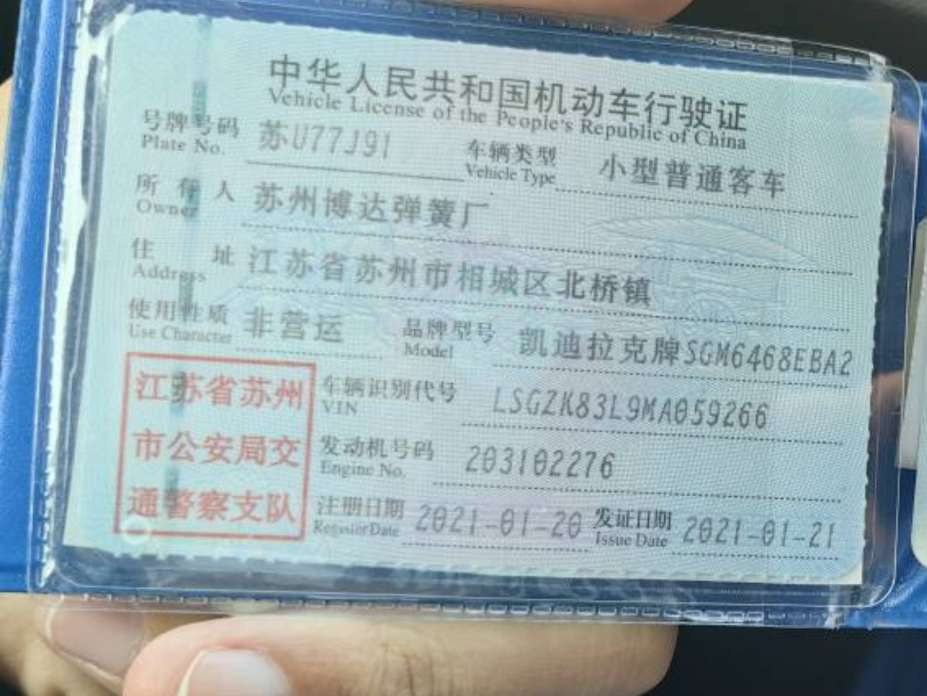 中华人民共和国机动车行驶证
Vehicle License of the People's Republic of China
号牌号码 苏U77J91 车辆类型 小型普通客车
Plate No. Vehicle Type
所有人 苏州博达弹簧厂
Owner
住址 江苏省苏州市相城区北桥镇
Address
使用性质 非营运 品牌型号 凯迪拉克牌SGM6468EBA2
Use Character Model
江苏省苏州 车辆识别代号 LSGZK83L9MA059266
VIN
市公安局交 发动机号码 203102276
Engine No.
通警察支队 注册日期 2021-01-20 发证日期 2021-01-21
Register Date Issue Date